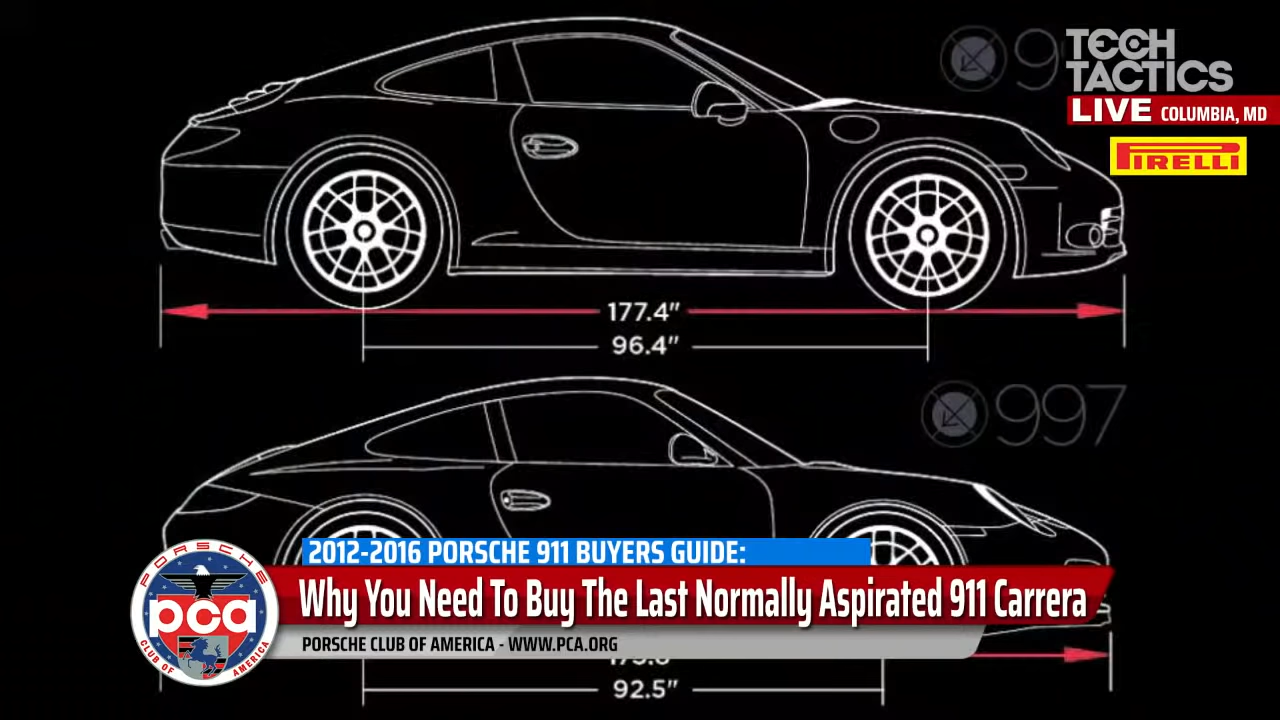 TECH
TACTICS
LIVE COLUMBIA, MD
PIRELLI
177.4"
96.4"
997
2012-2016 PORSCHE 911 BUYERS GUIDE:
Why You Need To Buy The Last Normally Aspirated 911 Carrera
PORSCHE CLUB OF AMERICA - WWW.PCA.ORG
PORSCHE
pca
CLUB OF AMERICA
92.5"